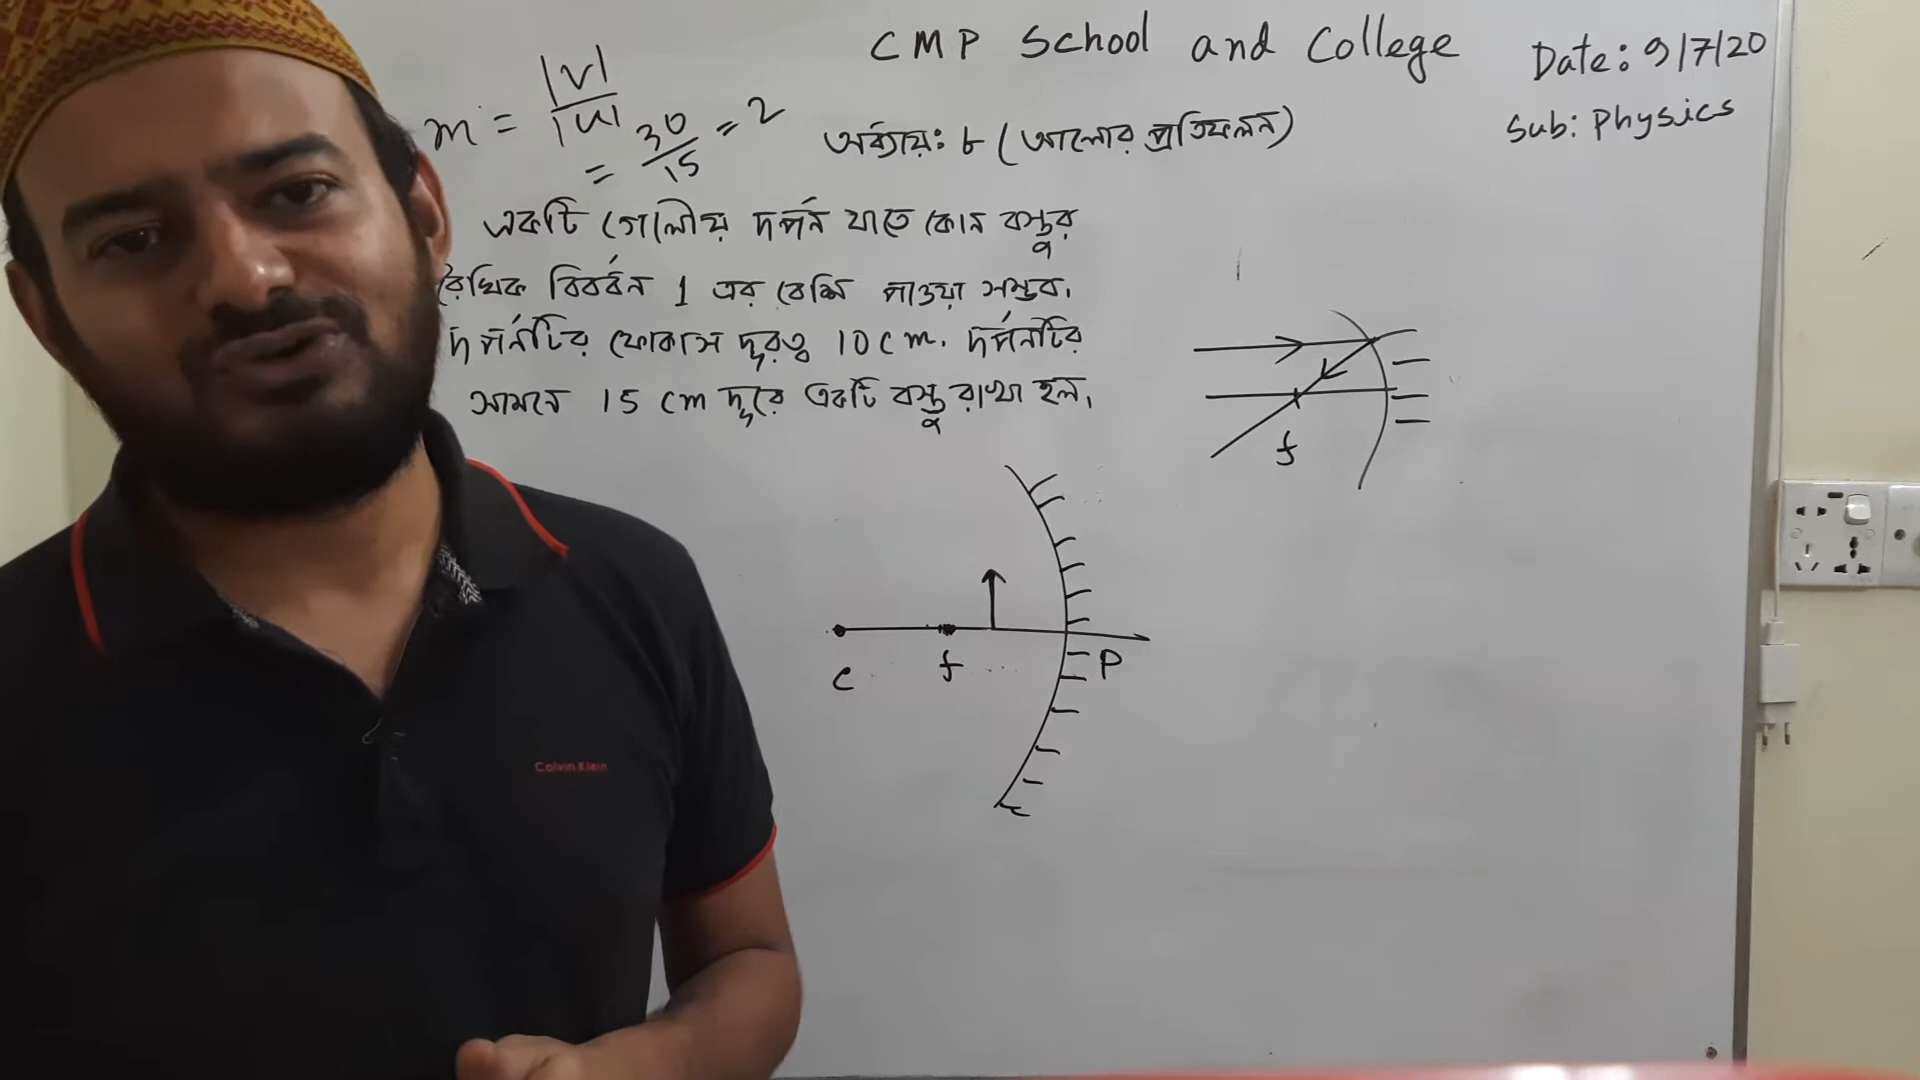 CMP School and College
Date: 9/7/20
Sub: Physics
অধ্যায়: ৮ (আলোর প্রতিফলন)
m = |v|
|u|
= 30 = 2
15
একটি গোলীয় দর্পন যাতে কোন বস্তুর
রৈখিক বিবর্ধন 1 এর বেশি পাওয়া সম্ভব।
দর্পনটির ফোকাস দূরত্ব 10 cm. দর্পনটির
সামনে 15 cm দূরে একটি বস্তু রাখা হল।
f
c f P
Calvin Klein